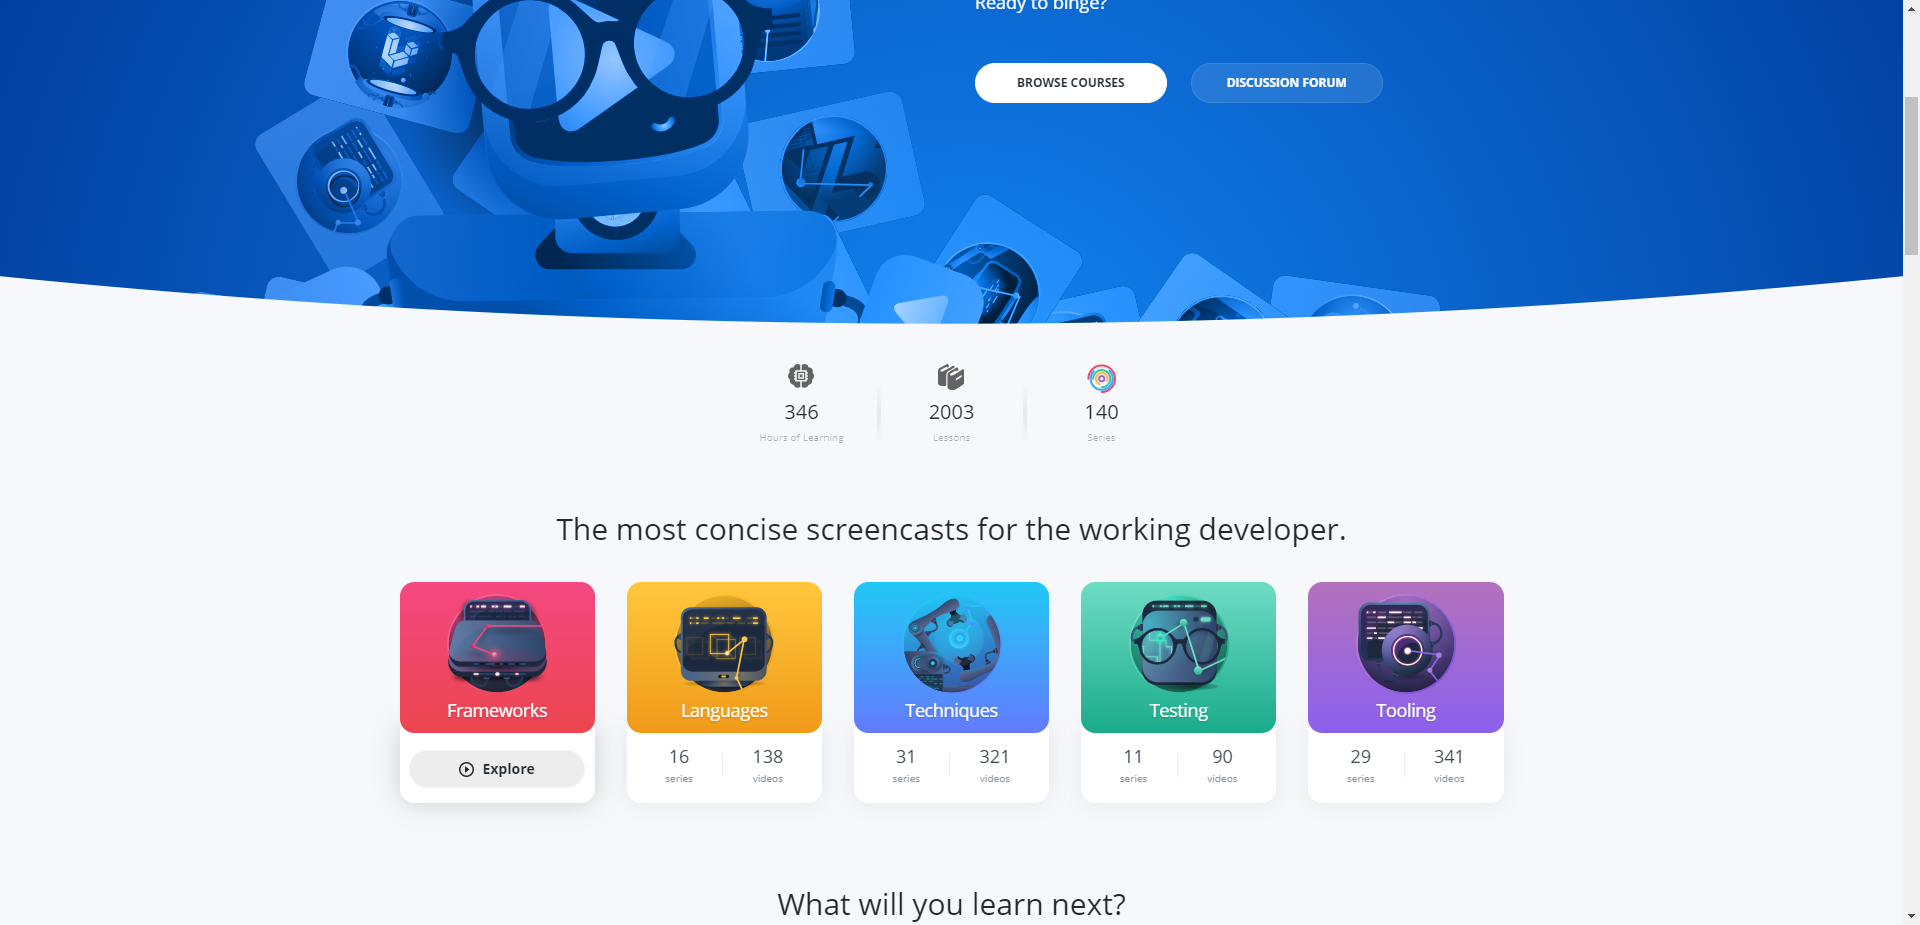 Ready to binge?
BROWSE COURSES
DISCUSSION FORUM
346
Hours of Learning
2003
Lessons
140
Series
The most concise screencasts for the working developer.
Frameworks
Explore
Languages
16
series
138
videos
Techniques
31
series
321
videos
Testing
11
series
90
videos
Tooling
29
series
341
videos
What will you learn next?